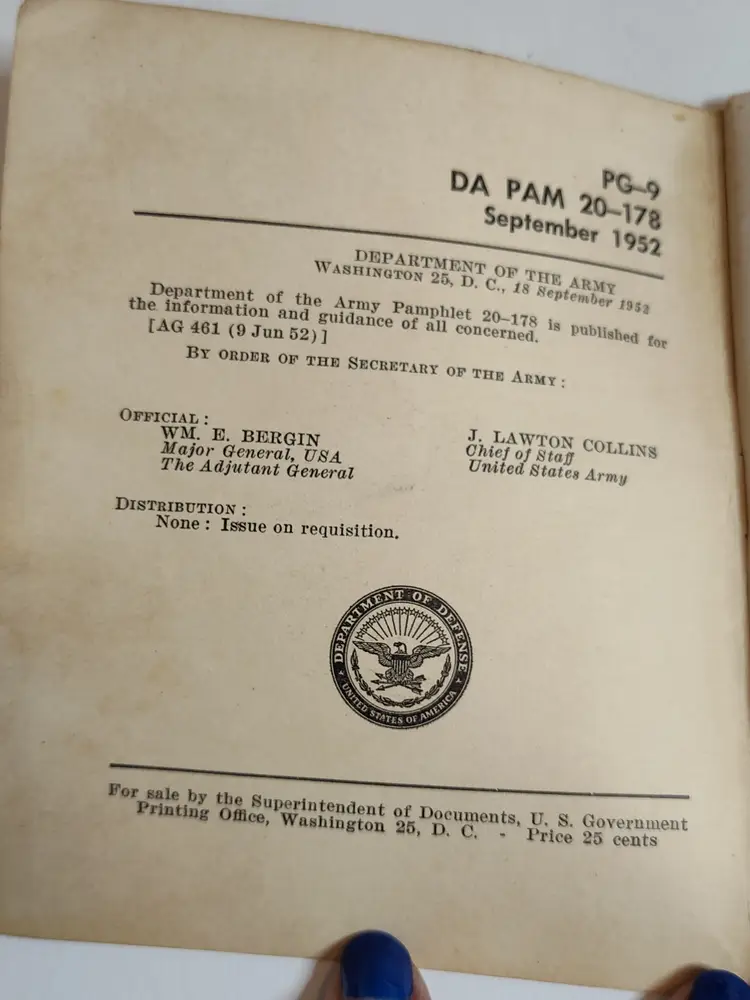 PG–9
DA PAM 20–178
September 1952
DEPARTMENT OF THE ARMY
WASHINGTON 25, D. C., 18 September 1952
Department of the Army Pamphlet 20–178 is published for
the information and guidance of all concerned.
[AG 461 (9 Jun 52)]
BY ORDER OF THE SECRETARY OF THE ARMY:
OFFICIAL:
WM. E. BERGIN
Major General, USA
The Adjutant General
J. LAWTON COLLINS
Chief of Staff
United States Army
DISTRIBUTION:
None: Issue on requisition.
DEPARTMENT OF DEFENSE
UNITED STATES OF AMERICA
For sale by the Superintendent of Documents, U. S. Government
Printing Office, Washington 25, D. C. - Price 25 cents